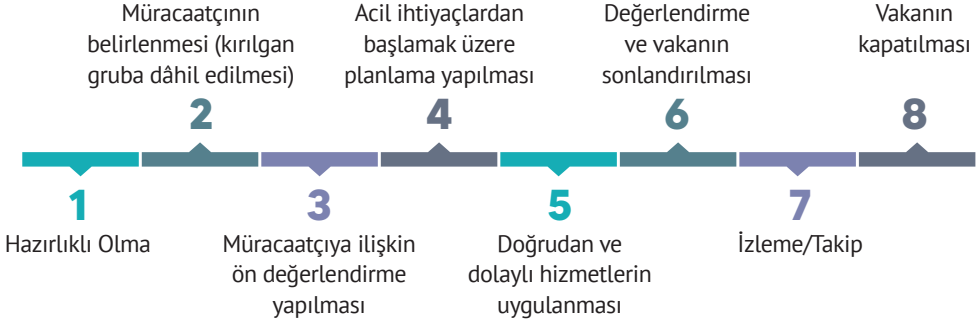 Müracaatçının
belirlenmesi (kırılgan
gruba dâhil edilmesi)
2
Acil ihtiyaçlardan
başlamak üzere
planlama yapılması
4
Değerlendirme
ve vakanın
sonlandırılması
6
Vakanın
kapatılması
8
1
Hazırlıklı Olma
3
Müracaatçıya ilişkin
ön değerlendirme
yapılması
5
Doğrudan ve
dolaylı hizmetlerin
uygulanması
7
İzleme/Takip